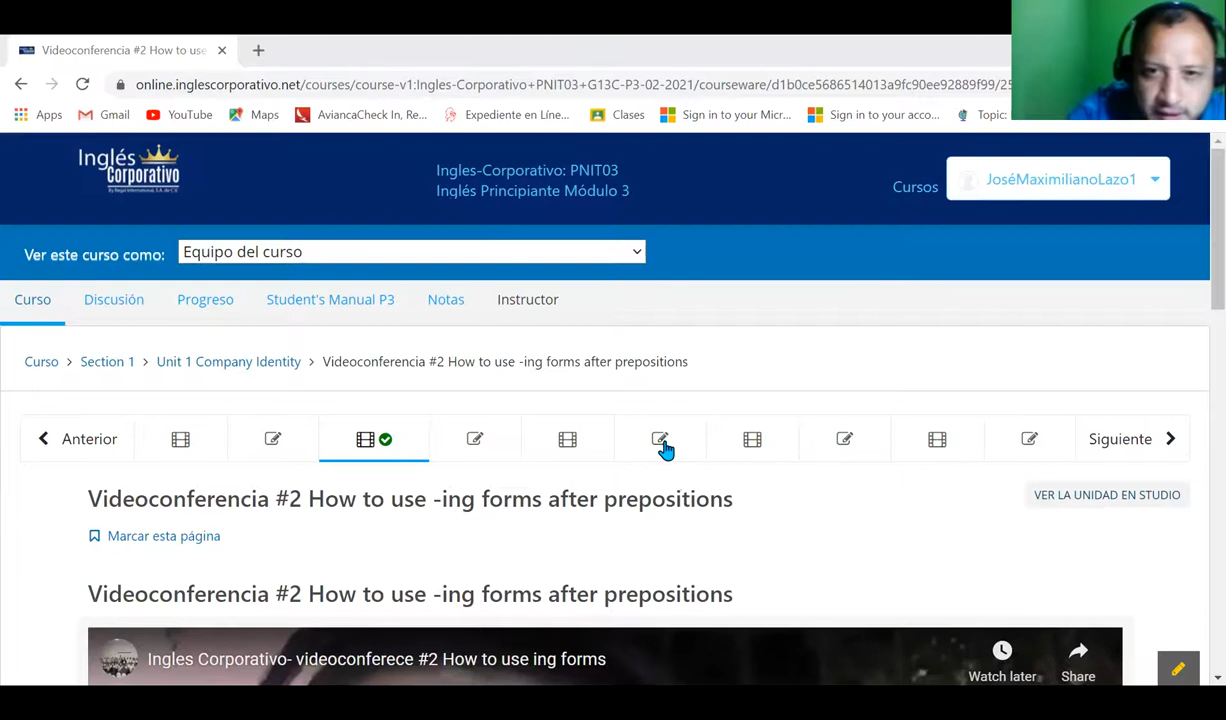 Videoconferencia #2 How to use
online.inglescorporativo.net/courses/course-v1:Ingles-Corporativo+PNIT03+G13C-P3-02-2021/courseware/d1b0ce5686514013a9fc90ee92889f99/25
Apps Gmail YouTube Maps AviancaCheck In, Re... Expediente en Líne... Clases Sign in to your Micr... Sign in to your acco... Topic:
Inglés
Corporativo
Ingles-Corporativo: PNIT03
Inglés Principiante Módulo 3
Cursos
JoséMaximilianoLazo1
Ver este curso como: Equipo del curso
Curso Discusión Progreso Student's Manual P3 Notas Instructor
Curso > Section 1 > Unit 1 Company Identity > Videoconferencia #2 How to use -ing forms after prepositions
Anterior Siguiente
Videoconferencia #2 How to use -ing forms after prepositions
VER LA UNIDAD EN STUDIO
Marcar esta página
Videoconferencia #2 How to use -ing forms after prepositions
Ingles Corporativo- videoconferece #2 How to use ing forms
Watch later Share